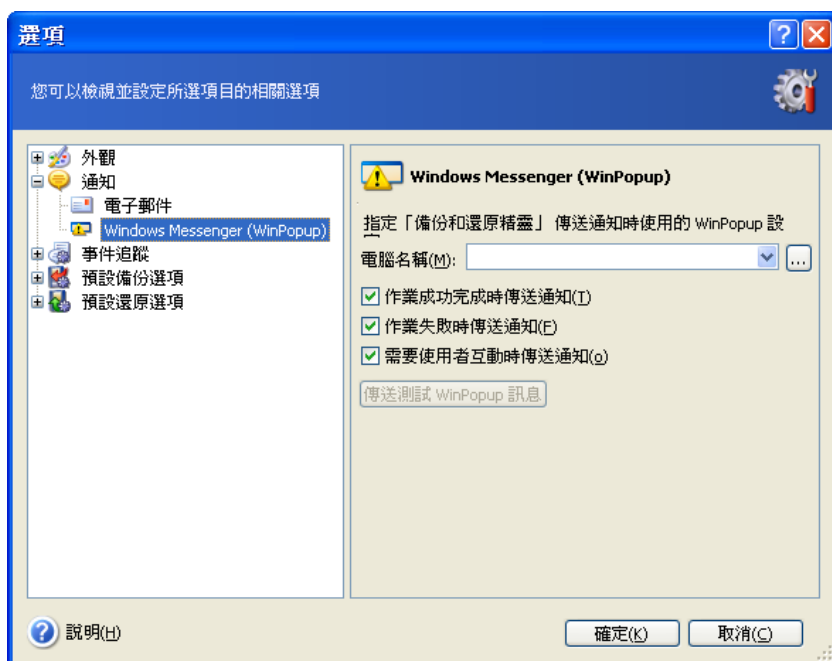 選項
您可以檢視並設定所選項目的相關選項
外觀
通知
電子郵件
Windows Messenger (WinPopup)
事件追蹤
預設備份選項
預設還原選項
Windows Messenger (WinPopup)
指定「備份和還原精靈」傳送通知時使用的 WinPopup 設
電腦名稱(M):
...
作業成功完成時傳送通知(T)
作業失敗時傳送通知(F)
需要使用者互動時傳送通知(o)
傳送測試 WinPopup 訊息
說明(H)
確定(K)
取消(C)